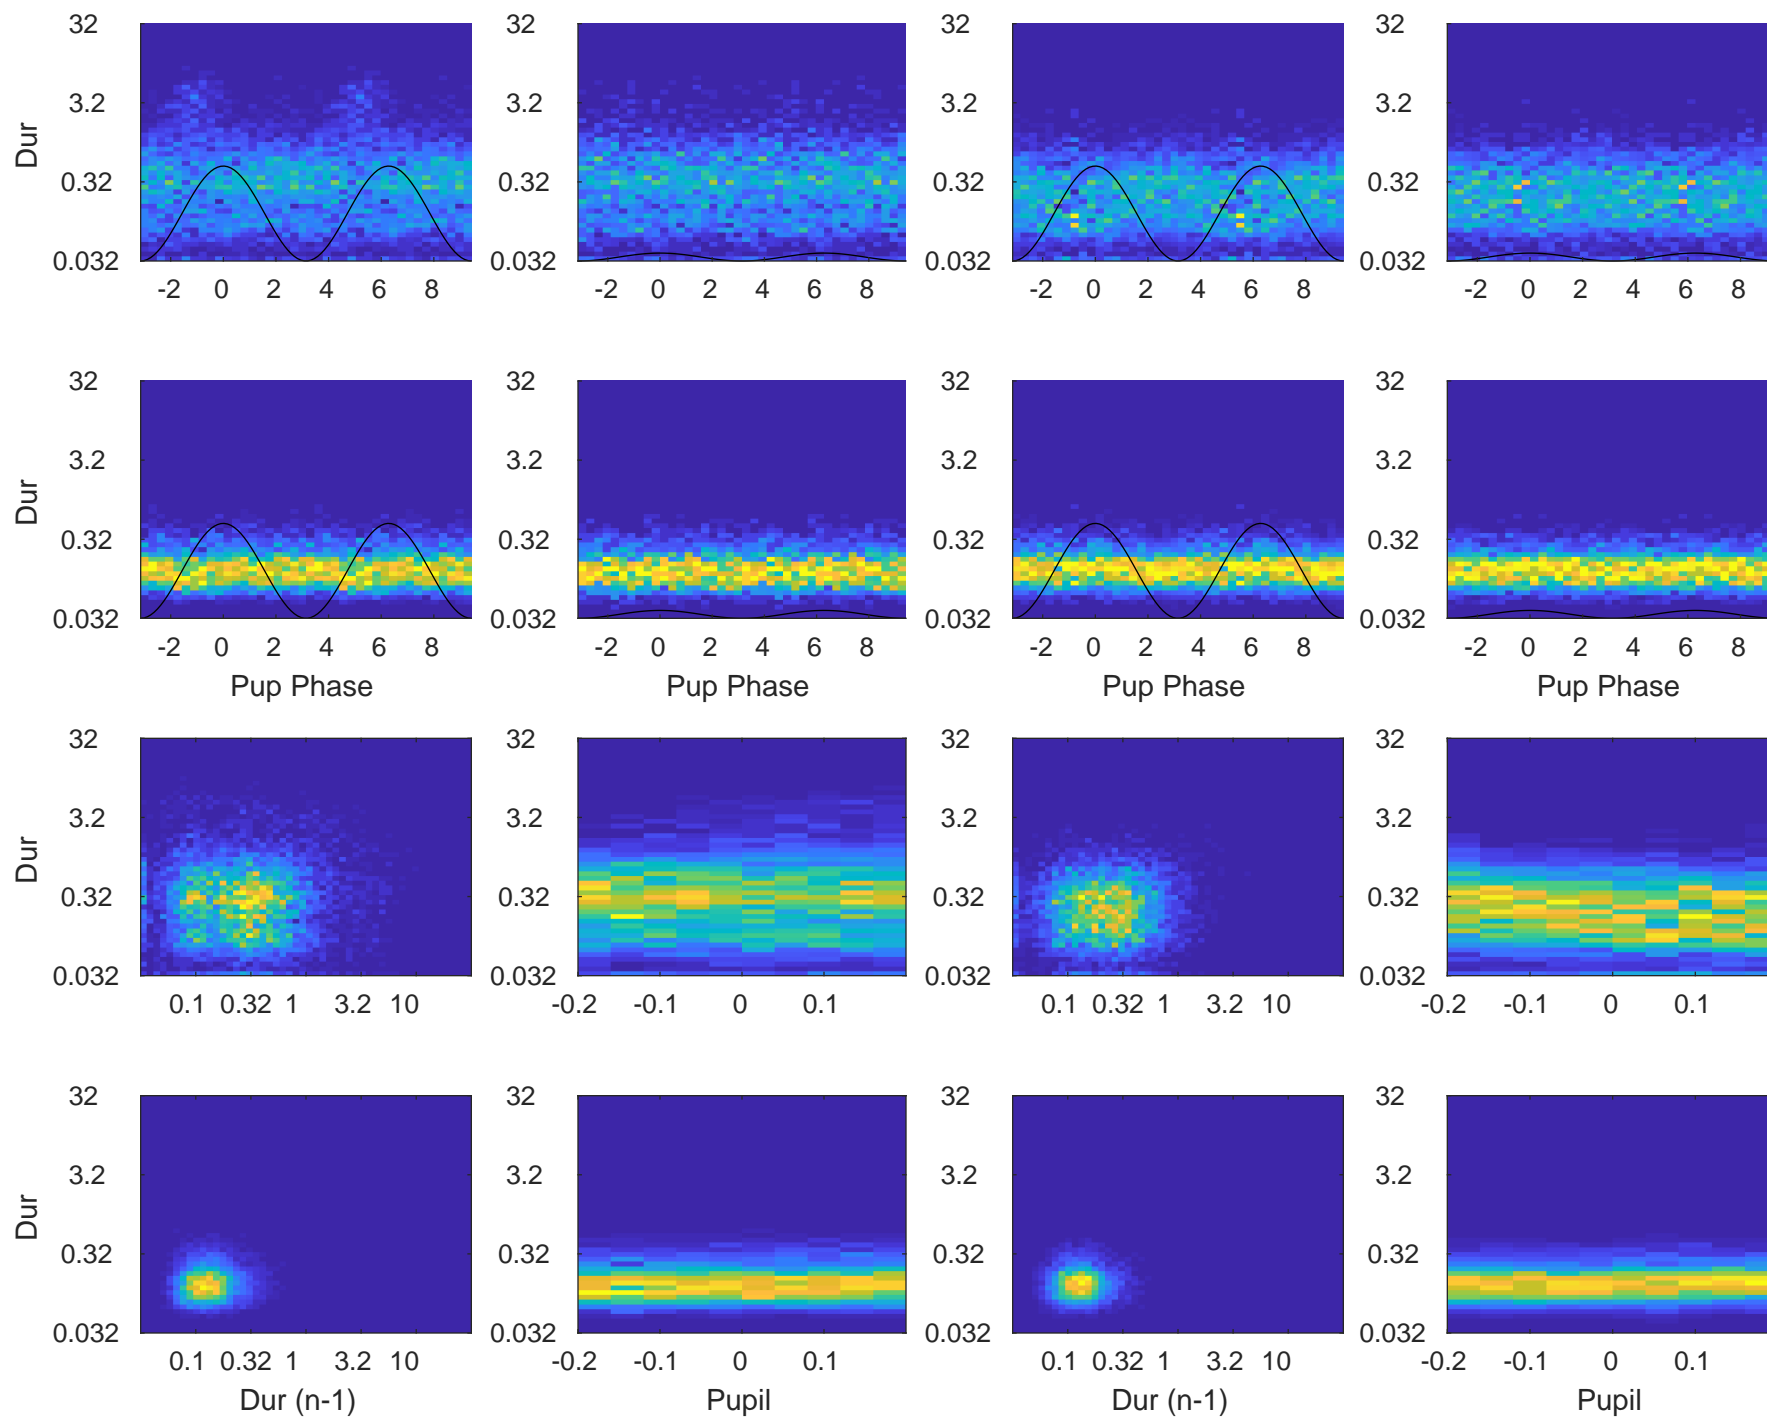 32 32 32 32
3.2 3.2 3.2 3.2
Dur
0.32 0.32 0.32 0.32
0.032 0.032 0.032 0.032
-2 0 2 4 6 8 -2 0 2 4 6 8 -2 0 2 4 6 8 -2 0 2 4 6 8
32 32 32 32
3.2 3.2 3.2 3.2
Dur
0.32 0.32 0.32 0.32
0.032 0.032 0.032 0.032
-2 0 2 4 6 8 -2 0 2 4 6 8 -2 0 2 4 6 8 -2 0 2 4 6 8
Pup Phase Pup Phase Pup Phase Pup Phase
32 32 32 32
3.2 3.2 3.2 3.2
Dur
0.32 0.32 0.32 0.32
0.032 0.032 0.032 0.032
0.1 0.32 1 3.2 10 -0.2 -0.1 0 0.1 0.1 0.32 1 3.2 10 -0.2 -0.1 0 0.1
32 32 32 32
3.2 3.2 3.2 3.2
Dur
0.32 0.32 0.32 0.32
0.032 0.032 0.032 0.032
0.1 0.32 1 3.2 10 -0.2 -0.1 0 0.1 0.1 0.32 1 3.2 10 -0.2 -0.1 0 0.1
Dur (n-1) Pupil Dur (n-1) Pupil